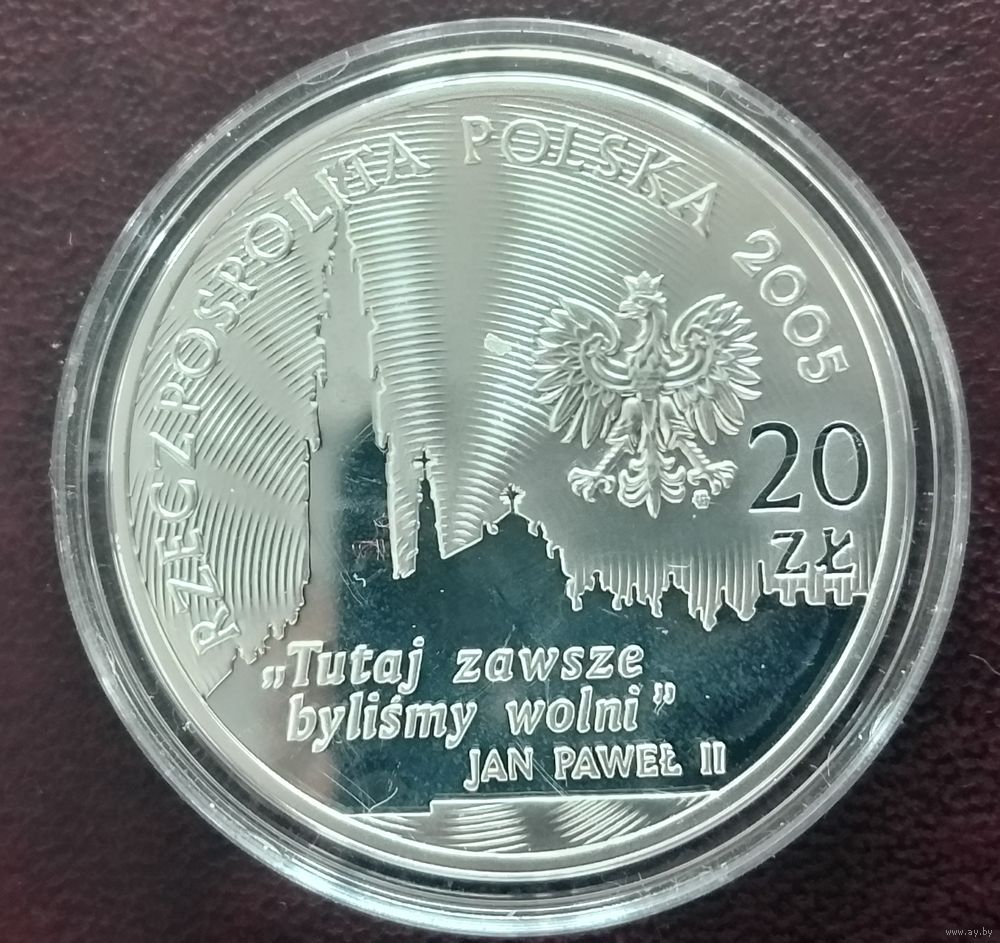 RZECZPOSPOLITA POLSKA 2005
20
ZŁ
„Tutaj zawsze
byliśmy wolni”
JAN PAWEŁ II
www.ay.by